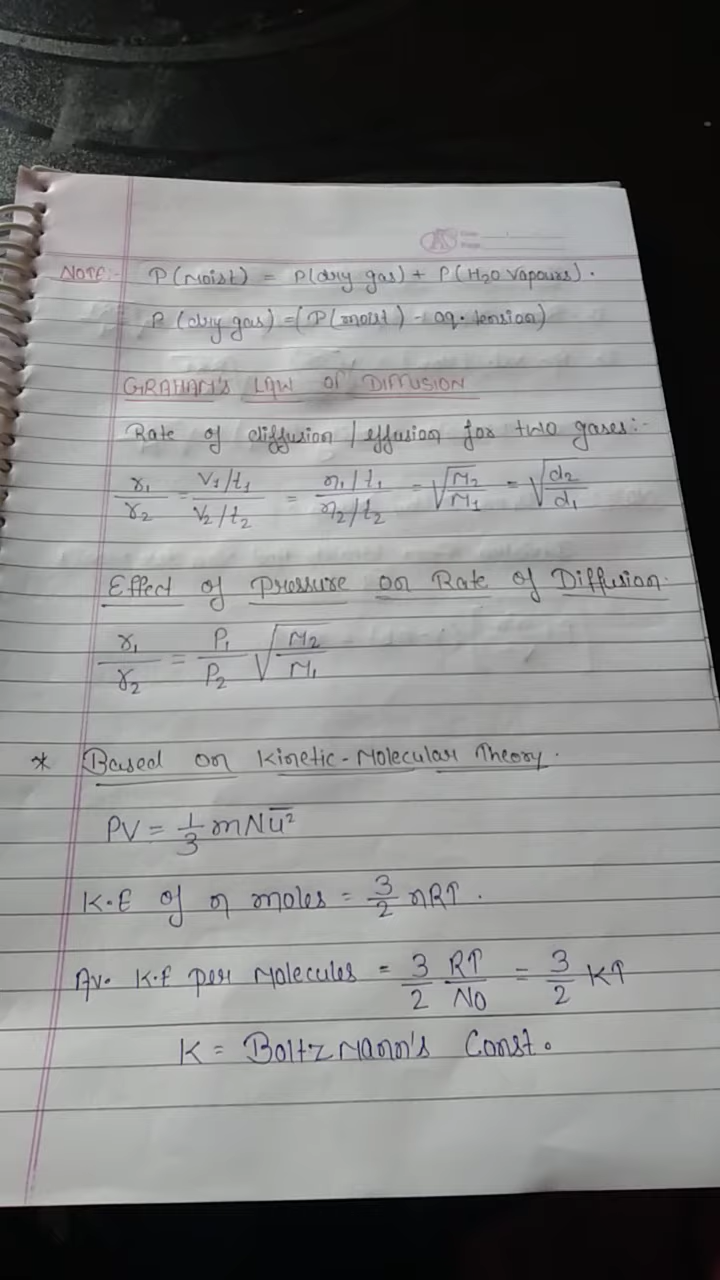 NOTE:- P(Moist) = P(dry gas) + P(H2O Vapours).
P(dry gas) = (P(moist) - aq. tension)
GRAHAM'S LAW OF DIFFUSION
Rate of diffusion / effusion for two gases:-
r₁/r₂ = (V₁/t₁)/(V₂/t₂) = (n₁/t₁)/(n₂/t₂) = √(M₂/M₁) = √(d₂/d₁)
Effect of Pressure on Rate of Diffusion.
r₁/r₂ = P₁/P₂ √(M₂/M₁)
* Based on Kinetic-Molecular Theory.
PV = 1/3 mNū²
K.E of n moles = 3/2 nRT.
Av. K.E per Molecules = 3/2 RT/No = 3/2 KT
K = Boltzmann's Const.